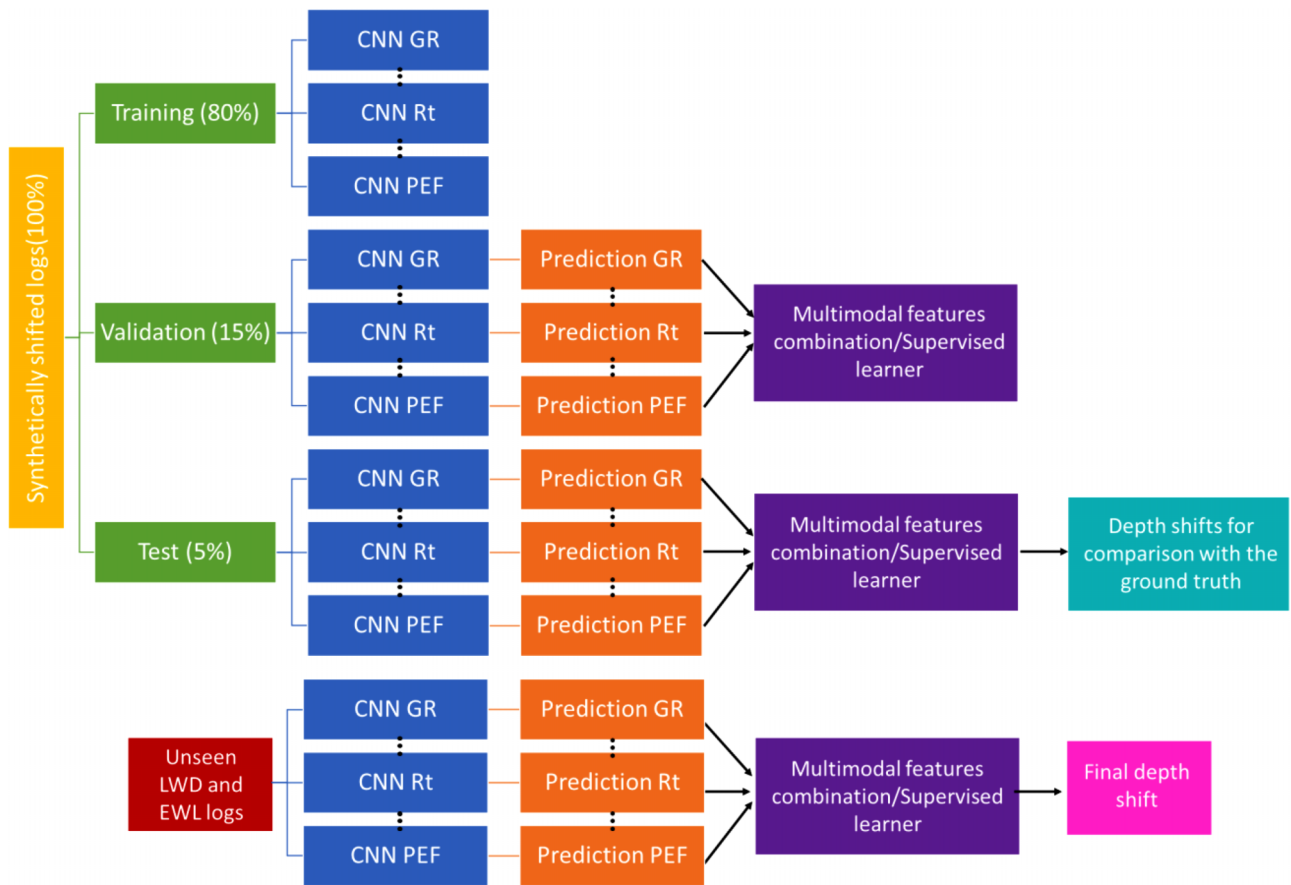 Synthetically shifted logs(100%)
Training (80%)
CNN GR
CNN Rt
CNN PEF
Validation (15%)
CNN GR
CNN Rt
CNN PEF
Prediction GR
Prediction Rt
Prediction PEF
Multimodal features
combination/Supervised
learner
Test (5%)
CNN GR
CNN Rt
CNN PEF
Prediction GR
Prediction Rt
Prediction PEF
Multimodal features
combination/Supervised
learner
Depth shifts for
comparison with the
ground truth
Unseen
LWD and
EWL logs
CNN GR
CNN Rt
CNN PEF
Prediction GR
Prediction Rt
Prediction PEF
Multimodal features
combination/Supervised
learner
Final depth
shift